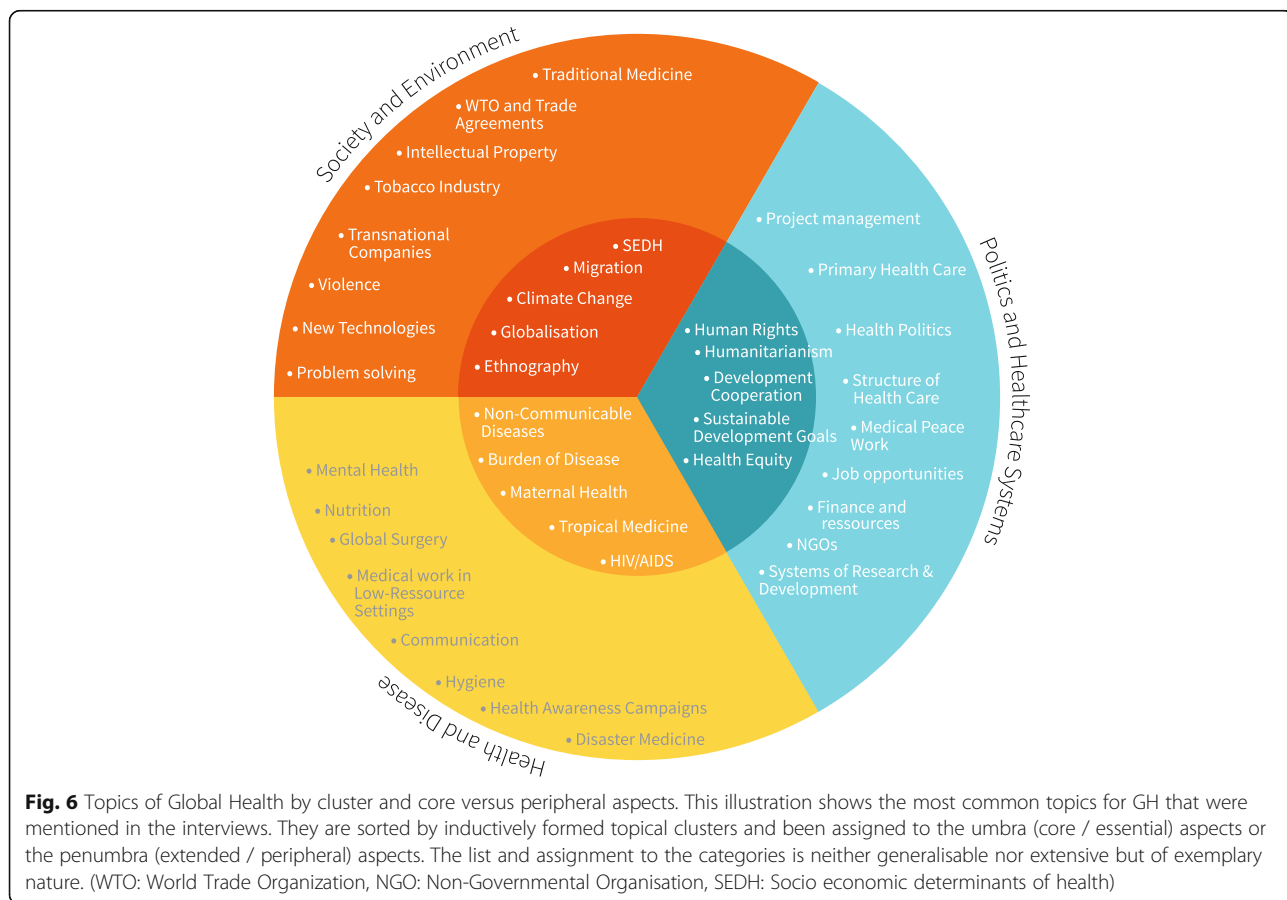 Society and Environment
• Traditional Medicine
• WTO and Trade
Agreements
• Intellectual Property
• Tobacco Industry
• Transnational
Companies
• Violence
• New Technologies
• Problem solving
• SEDH
• Migration
• Climate Change
• Globalisation
• Ethnography
Politics and Healthcare Systems
• Project management
• Primary Health Care
• Health Politics
• Structure of
Health Care
• Medical Peace
Work
• Job opportunities
• Finance and
ressources
• NGOs
• Systems of Research &
Development
• Human Rights
• Humanitarianism
• Development
Cooperation
• Sustainable
Development Goals
• Health Equity
• Non-Communicable
Diseases
• Burden of Disease
• Maternal Health
• Tropical Medicine
• HIV/AIDS
• Mental Health
• Nutrition
• Global Surgery
• Medical work in
Low-Ressource
Settings
• Communication
• Hygiene
• Health Awareness Campaigns
• Disaster Medicine
Health and Disease
Fig. 6 Topics of Global Health by cluster and core versus peripheral aspects. This illustration shows the most common topics for GH that were
mentioned in the interviews. They are sorted by inductively formed topical clusters and been assigned to the umbra (core / essential) aspects or
the penumbra (extended / peripheral) aspects. The list and assignment to the categories is neither generalisable nor extensive but of exemplary
nature. (WTO: World Trade Organization, NGO: Non-Governmental Organisation, SEDH: Socio economic determinants of health)